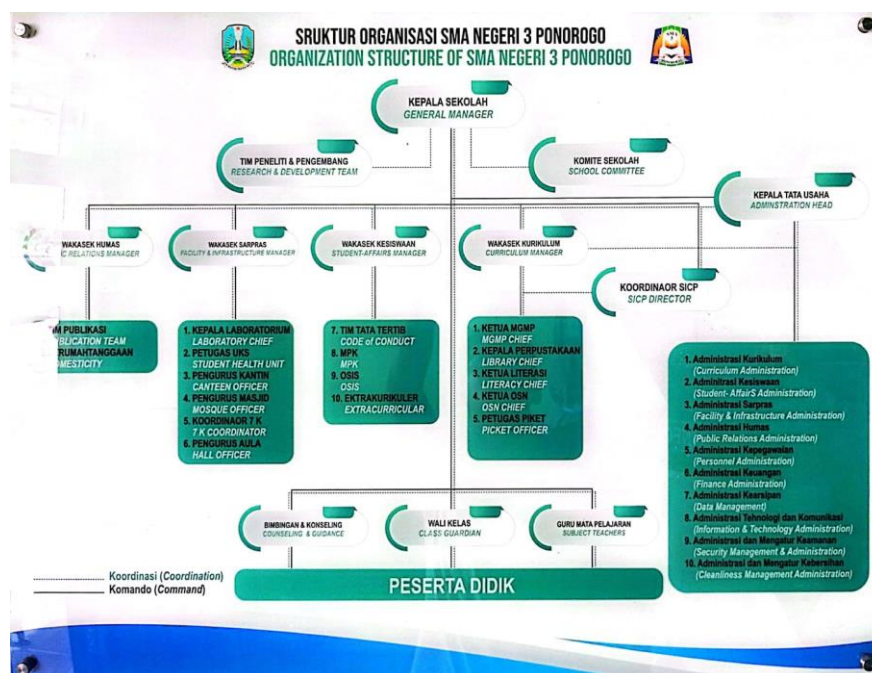 SRUKTUR ORGANISASI SMA NEGERI 3 PONOROGO
ORGANIZATION STRUCTURE OF SMA NEGERI 3 PONOROGO
KEPALA SEKOLAH
GENERAL MANAGER
TIM PENELITI & PENGEMBANG
RESEARCH & DEVELOPMENT TEAM
KOMITE SEKOLAH
SCHOOL COMMITTEE
KEPALA TATA USAHA
ADMINSTRATION HEAD
WAKASEK HUMAS
RELATIONS MANAGER
WAKASEK SARPRAS
FACILITY & INFRASTRUCTURE MANAGER
WAKASEK KESISWAAN
STUDENT-AFFAIRS MANAGER
WAKASEK KURIKULUM
CURRICULUM MANAGER
KOORDINAOR SICP
SICP DIRECTOR
PUBLIKASI
TEAM
1. KEPALA LABORATORIUM
LABORATORY CHIEF
2. PETUGAS UKS
STUDENT HEALTH UNIT
3. PENGURUS KANTIN
CANTEEN OFFICER
4. PENGURUS MASJID
MOSQUE OFFICER
5. KOORDINAOR 7 K
7 K COORDINATOR
6. PENGURUS AULA
HALL OFFICER
7. TIM TATA TERTIB
CODE of CONDUCT
8. MPK
MPK
9. OSIS
OSIS
10. EKTRAKURIKULER
EXTRACURRICULAR
1. KETUA MGMP
MGMP CHIEF
2. KEPALA PERPUSTAKAAN
LIBRARY CHIEF
3. KETUA LITERASI
LITERACY CHIEF
4. KETUA OSN
OSN CHIEF
5. PETUGAS PIKET
PICKET OFFICER
1. Administrasi Kurikulum
(Curriculum Administration)
2. Adminitrasi Kesiswaan
(Student- AffairS Administration)
3. Administrasi Sarpras
(Facility & Infrastructure Administration)
4. Administrasi Humas
(Public Relations Administration)
5. Administrasi Kepegawaian
(Personnel Administration)
6. Administrasi Keuangan
(Finance Administration)
7. Administrasi Kearsipan
(Data Management)
8. Administrasi Tehnologi dan Komunikasi
(Information & Technology Administration)
9. Administrasi dan Mengatur Keamanan
(Security Management & Administration)
10. Administrasi dan Mengatur Kebersihan
(Cleanliness Management Administration)
BIMBINGAN & KONSELING
COUNSELING & GUIDANCE
WALI KELAS
CLASS GUARDIAN
GURU MATA PELAJARAN
SUBJECT TEACHERS
Koordinasi (Coordination)
Komando (Command)
PESERTA DIDIK